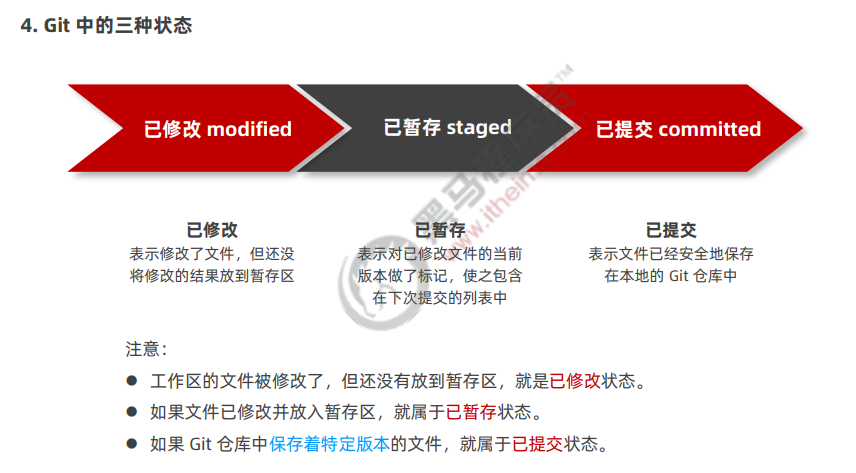 4. Git 中的三种状态
已修改 modified
已暂存 staged
已提交 committed
已修改
表示修改了文件，但还没
将修改的结果放到暂存区
已暂存
表示对已修改文件的当前
版本做了标记，使之包含
在下次提交的列表中
已提交
表示文件已经安全地保存
在本地的 Git 仓库中
黑马程序员™
注意：
● 工作区的文件被修改了，但还没有放到暂存区，就是已修改状态。
● 如果文件已修改并放入暂存区，就属于已暂存状态。
● 如果 Git 仓库中保存着特定版本的文件，就属于已提交状态。